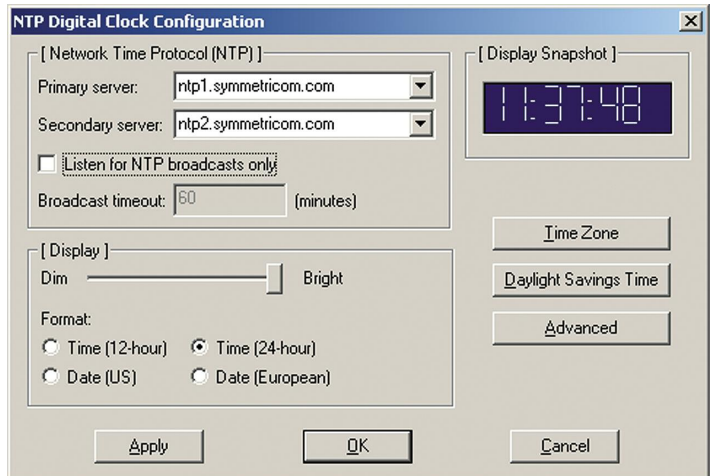 NTP Digital Clock Configuration
[ Network Time Protocol (NTP) ]
Primary server: ntp1.symmetricom.com
Secondary server: ntp2.symmetricom.com
Listen for NTP broadcasts only
Broadcast timeout: 60 (minutes)
[ Display Snapshot ]
11:37:48
[ Display ]
Dim Bright
Format:
Time (12-hour) Time (24-hour)
Date (US) Date (European)
Time Zone
Daylight Savings Time
Advanced
Apply OK Cancel